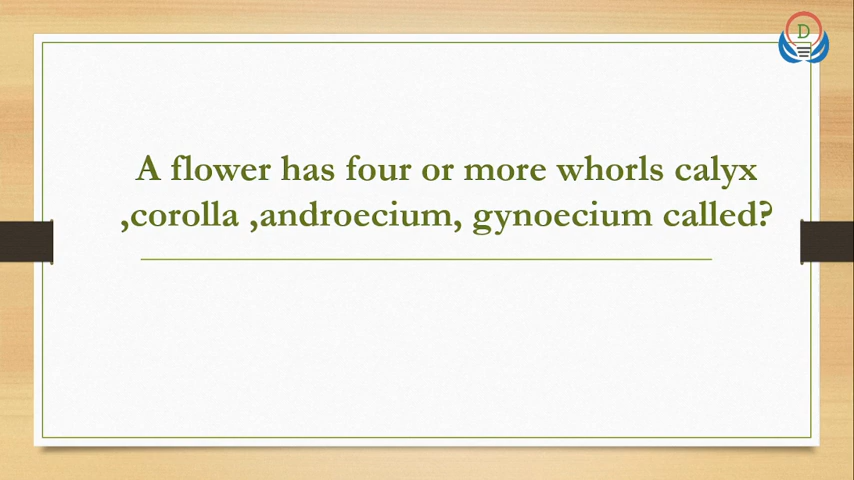 D
A flower has four or more whorls calyx
,corolla ,androecium, gynoecium called?